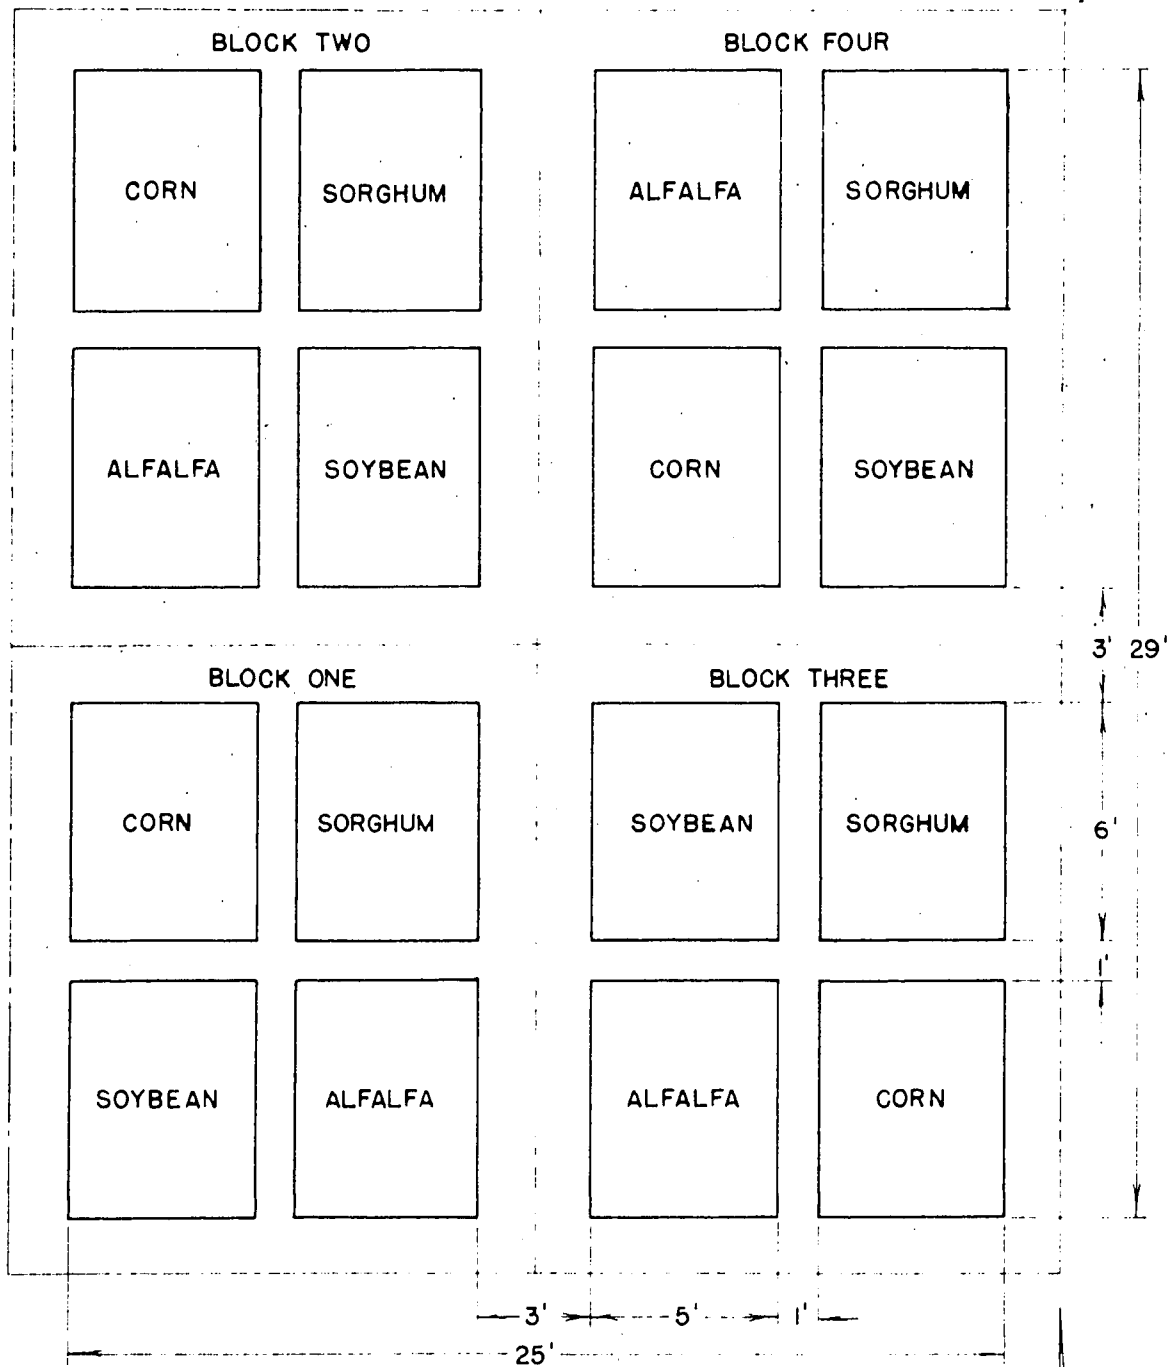 BLOCK TWO
BLOCK FOUR
CORN
SORGHUM
ALFALFA
SORGHUM
ALFALFA
SOYBEAN
CORN
SOYBEAN
3'
29'
BLOCK ONE
BLOCK THREE
CORN
SORGHUM
SOYBEAN
SORGHUM
6'
1'
SOYBEAN
ALFALFA
ALFALFA
CORN
3'
5'
1'
25'